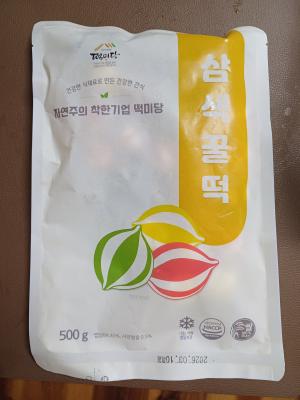 떡미당
건강한 식재료로 만든 건강한 간식
자연주의 착한기업 떡미당
삼색꿀떡
500g
HACCP
2026.03.10까지